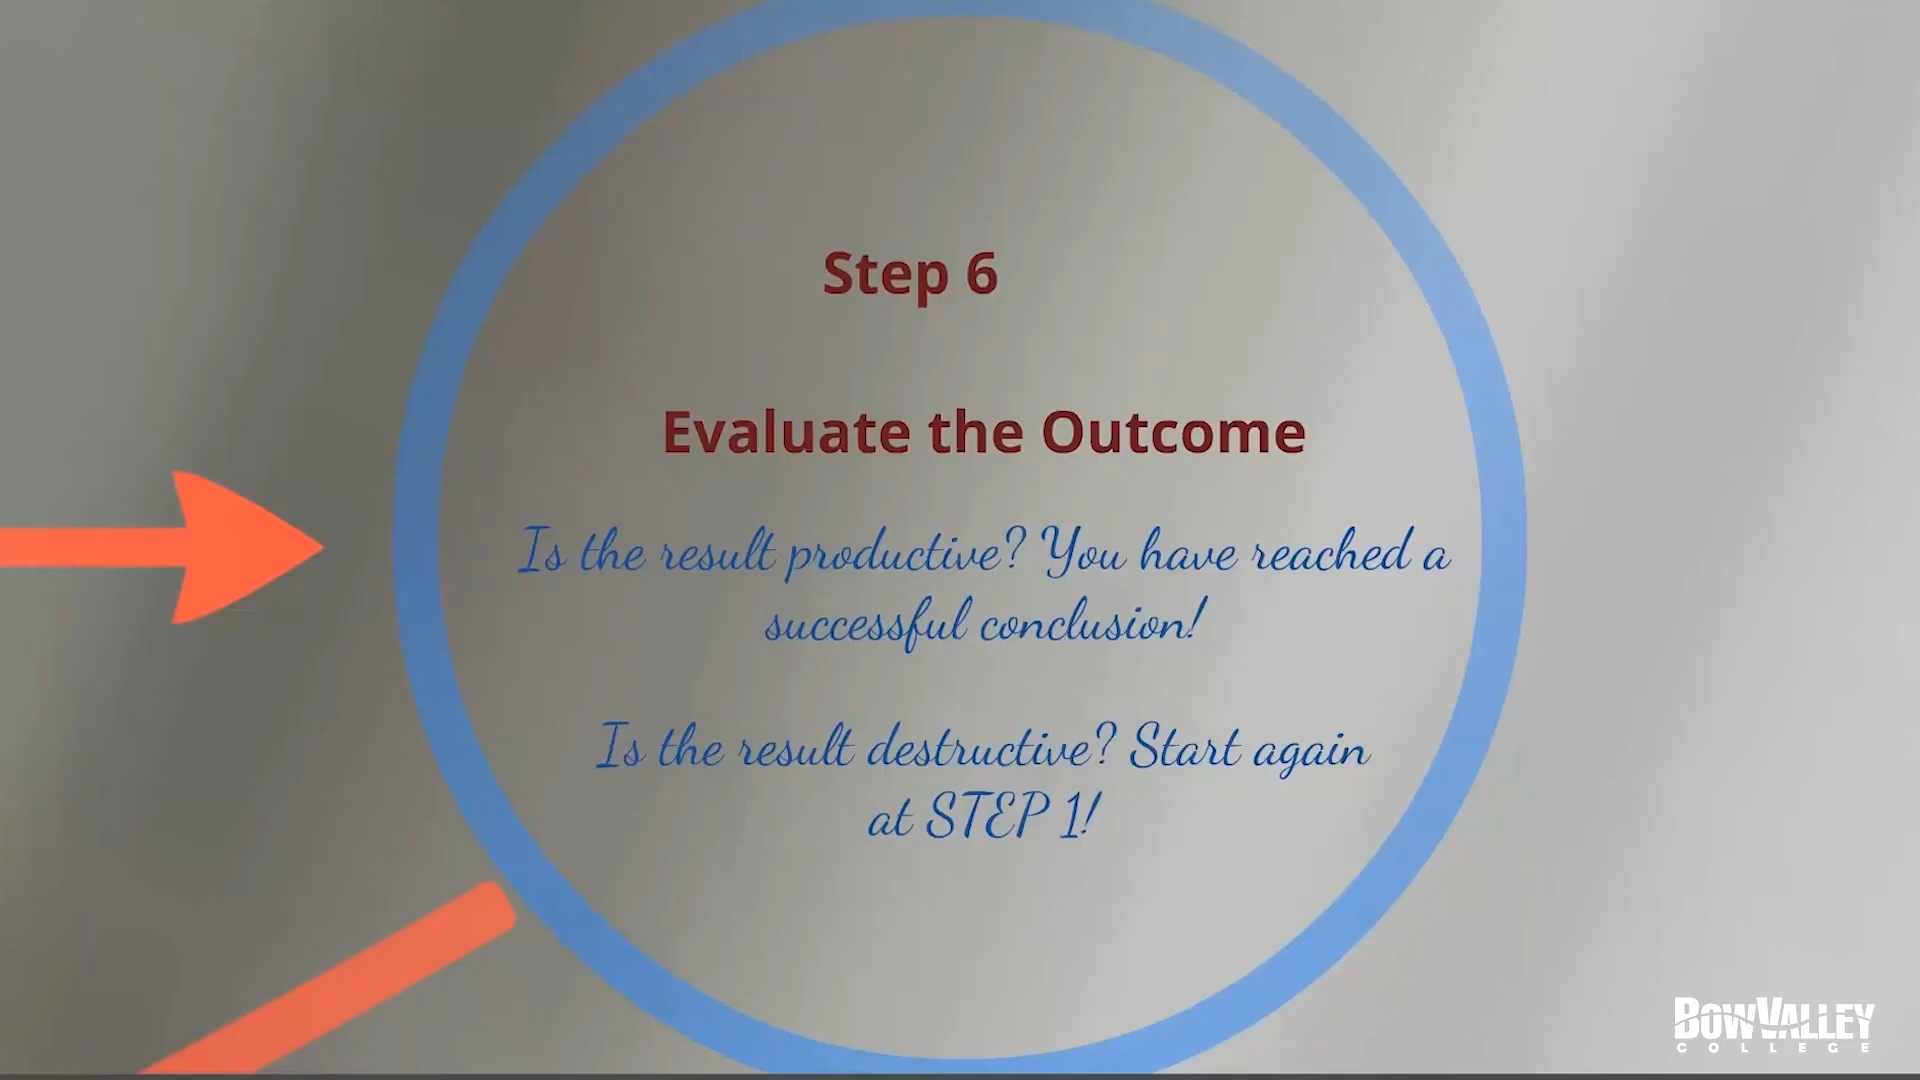 Step 6
Evaluate the Outcome
Is the result productive? You have reached a
successful conclusion!
Is the result destructive? Start again
at STEP 1!
BOW VALLEY
COLLEGE